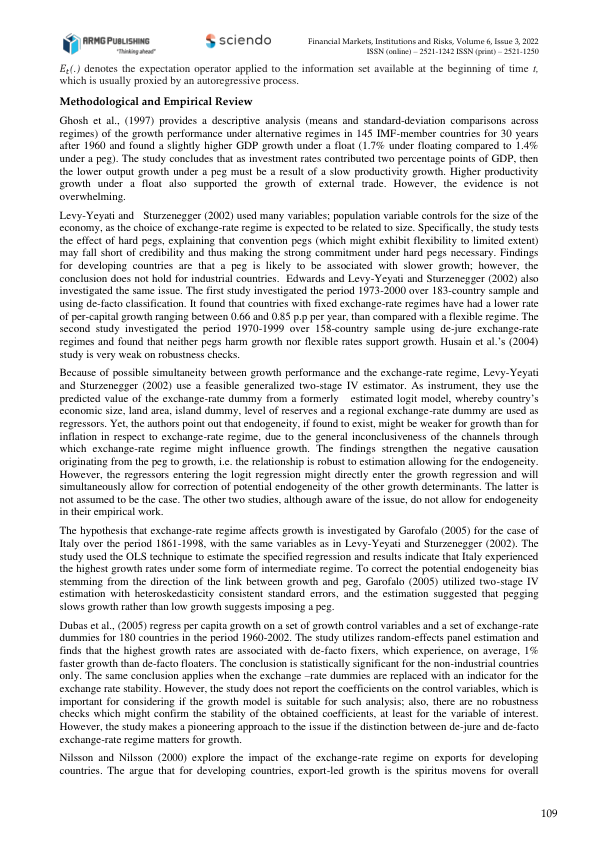 ARMG PUBLISHING
"Thinking ahead"
sciendo
Financial Markets, Institutions and Risks, Volume 6, Issue 3, 2022
ISSN (online) – 2521-1242 ISSN (print) – 2521-1250
E_t(.) denotes the expectation operator applied to the information set available at the beginning of time t,
which is usually proxied by an autoregressive process.
Methodological and Empirical Review
Ghosh et al., (1997) provides a descriptive analysis (means and standard-deviation comparisons across
regimes) of the growth performance under alternative regimes in 145 IMF-member countries for 30 years
after 1960 and found a slightly higher GDP growth under a float (1.7% under floating compared to 1.4%
under a peg). The study concludes that as investment rates contributed two percentage points of GDP, then
the lower output growth under a peg must be a result of a slow productivity growth. Higher productivity
growth under a float also supported the growth of external trade. However, the evidence is not
overwhelming.
Levy-Yeyati and Sturzenegger (2002) used many variables; population variable controls for the size of the
economy, as the choice of exchange-rate regime is expected to be related to size. Specifically, the study tests
the effect of hard pegs, explaining that convention pegs (which might exhibit flexibility to limited extent)
may fall short of credibility and thus making the strong commitment under hard pegs necessary. Findings
for developing countries are that a peg is likely to be associated with slower growth; however, the
conclusion does not hold for industrial countries. Edwards and Levy-Yeyati and Sturzenegger (2002) also
investigated the same issue. The first study investigated the period 1973-2000 over 183-country sample and
using de-facto classification. It found that countries with fixed exchange-rate regimes have had a lower rate
of per-capital growth ranging between 0.66 and 0.85 p.p per year, than compared with a flexible regime. The
second study investigated the period 1970-1999 over 158-country sample using de-jure exchange-rate
regimes and found that neither pegs harm growth nor flexible rates support growth. Husain et al.'s (2004)
study is very weak on robustness checks.
Because of possible simultaneity between growth performance and the exchange-rate regime, Levy-Yeyati
and Sturzenegger (2002) use a feasible generalized two-stage IV estimator. As instrument, they use the
predicted value of the exchange-rate dummy from a formerly estimated logit model, whereby country's
economic size, land area, island dummy, level of reserves and a regional exchange-rate dummy are used as
regressors. Yet, the authors point out that endogeneity, if found to exist, might be weaker for growth than for
inflation in respect to exchange-rate regime, due to the general inconclusiveness of the channels through
which exchange-rate regime might influence growth. The findings strengthen the negative causation
originating from the peg to growth, i.e. the relationship is robust to estimation allowing for the endogeneity.
However, the regressors entering the logit regression might directly enter the growth regression and will
simultaneously allow for correction of potential endogeneity of the other growth determinants. The latter is
not assumed to be the case. The other two studies, although aware of the issue, do not allow for endogeneity
in their empirical work.
The hypothesis that exchange-rate regime affects growth is investigated by Garofalo (2005) for the case of
Italy over the period 1861-1998, with the same variables as in Levy-Yeyati and Sturzenegger (2002). The
study used the OLS technique to estimate the specified regression and results indicate that Italy experienced
the highest growth rates under some form of intermediate regime. To correct the potential endogeneity bias
stemming from the direction of the link between growth and peg, Garofalo (2005) utilized two-stage IV
estimation with heteroskedasticity consistent standard errors, and the estimation suggested that pegging
slows growth rather than low growth suggests imposing a peg.
Dubas et al., (2005) regress per capita growth on a set of growth control variables and a set of exchange-rate
dummies for 180 countries in the period 1960-2002. The study utilizes random-effects panel estimation and
finds that the highest growth rates are associated with de-facto fixers, which experience, on average, 1%
faster growth than de-facto floaters. The conclusion is statistically significant for the non-industrial countries
only. The same conclusion applies when the exchange –rate dummies are replaced with an indicator for the
exchange rate stability. However, the study does not report the coefficients on the control variables, which is
important for considering if the growth model is suitable for such analysis; also, there are no robustness
checks which might confirm the stability of the obtained coefficients, at least for the variable of interest.
However, the study makes a pioneering approach to the issue if the distinction between de-jure and de-facto
exchange-rate regime matters for growth.
Nilsson and Nilsson (2000) explore the impact of the exchange-rate regime on exports for developing
countries. The argue that for developing countries, export-led growth is the spiritus movens for overall
109